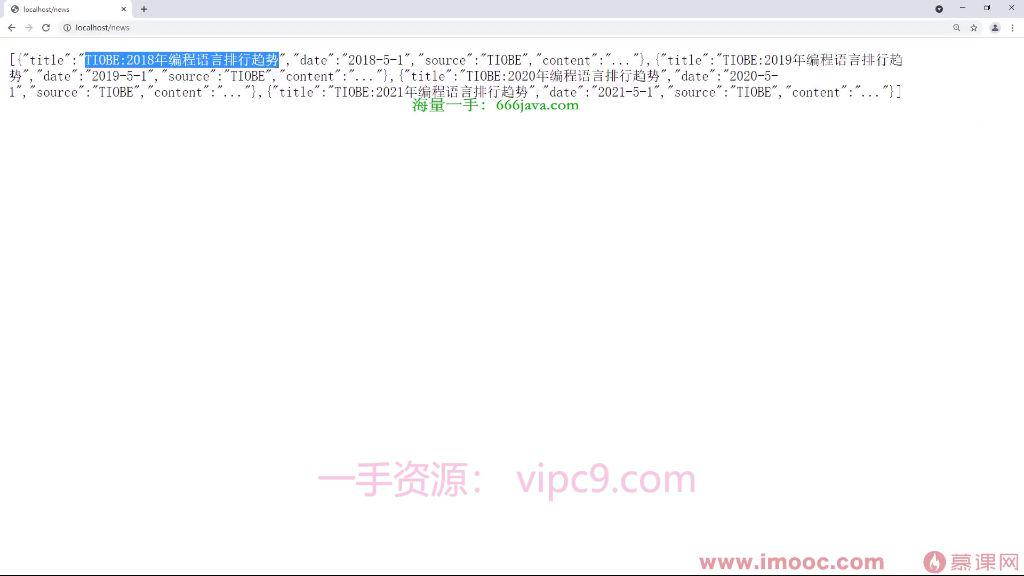 localhost/news
localhost/news
[{"title":"TIOBE:2018年编程语言排行趋势","date":"2018-5-1","source":"TIOBE","content":"..."},{"title":"TIOBE:2019年编程语言排行趋
势","date":"2019-5-1","source":"TIOBE","content":"..."},{"title":"TIOBE:2020年编程语言排行趋势","date":"2020-5-
1","source":"TIOBE","content":"..."},{"title":"TIOBE:2021年编程语言排行趋势","date":"2021-5-1","source":"TIOBE","content":"..."}]
海量一手：666java.com
一手资源： vipc9.com
www.imooc.com 慕课网